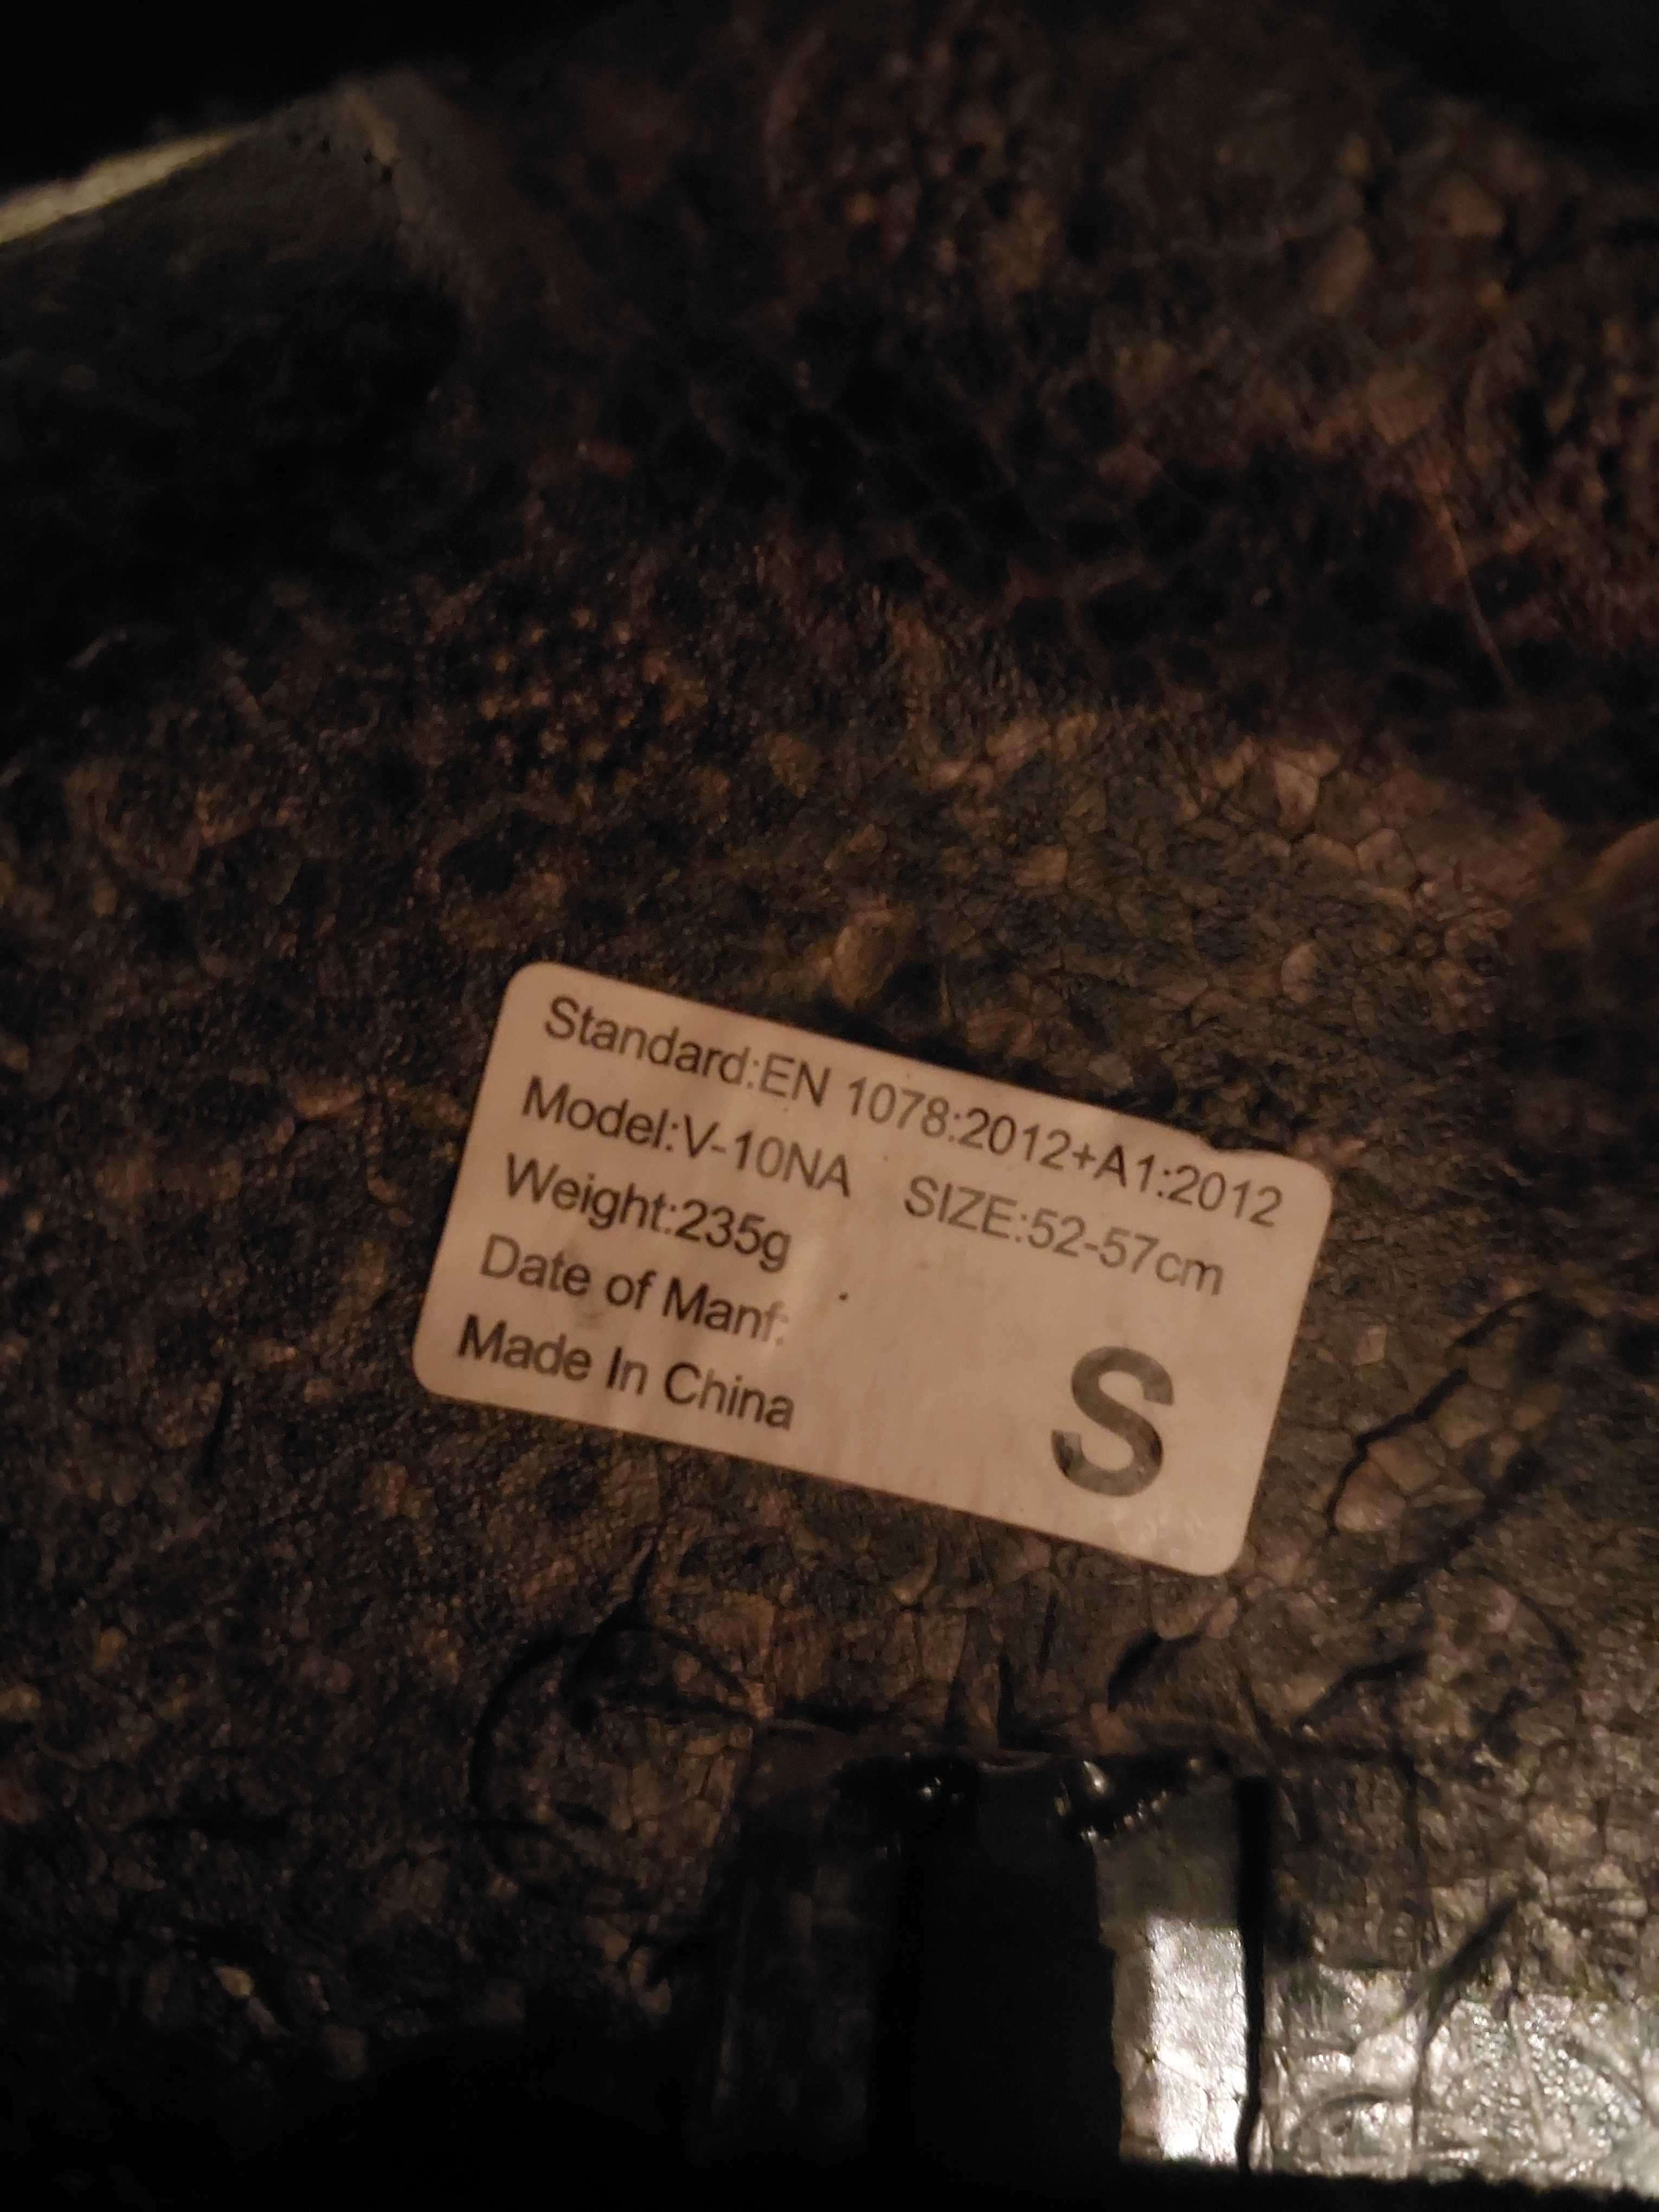 Standard:EN 1078:2012+A1:2012
Model:V-10NA SIZE:52-57cm
Weight:235g
Date of Manf:
Made In China
S